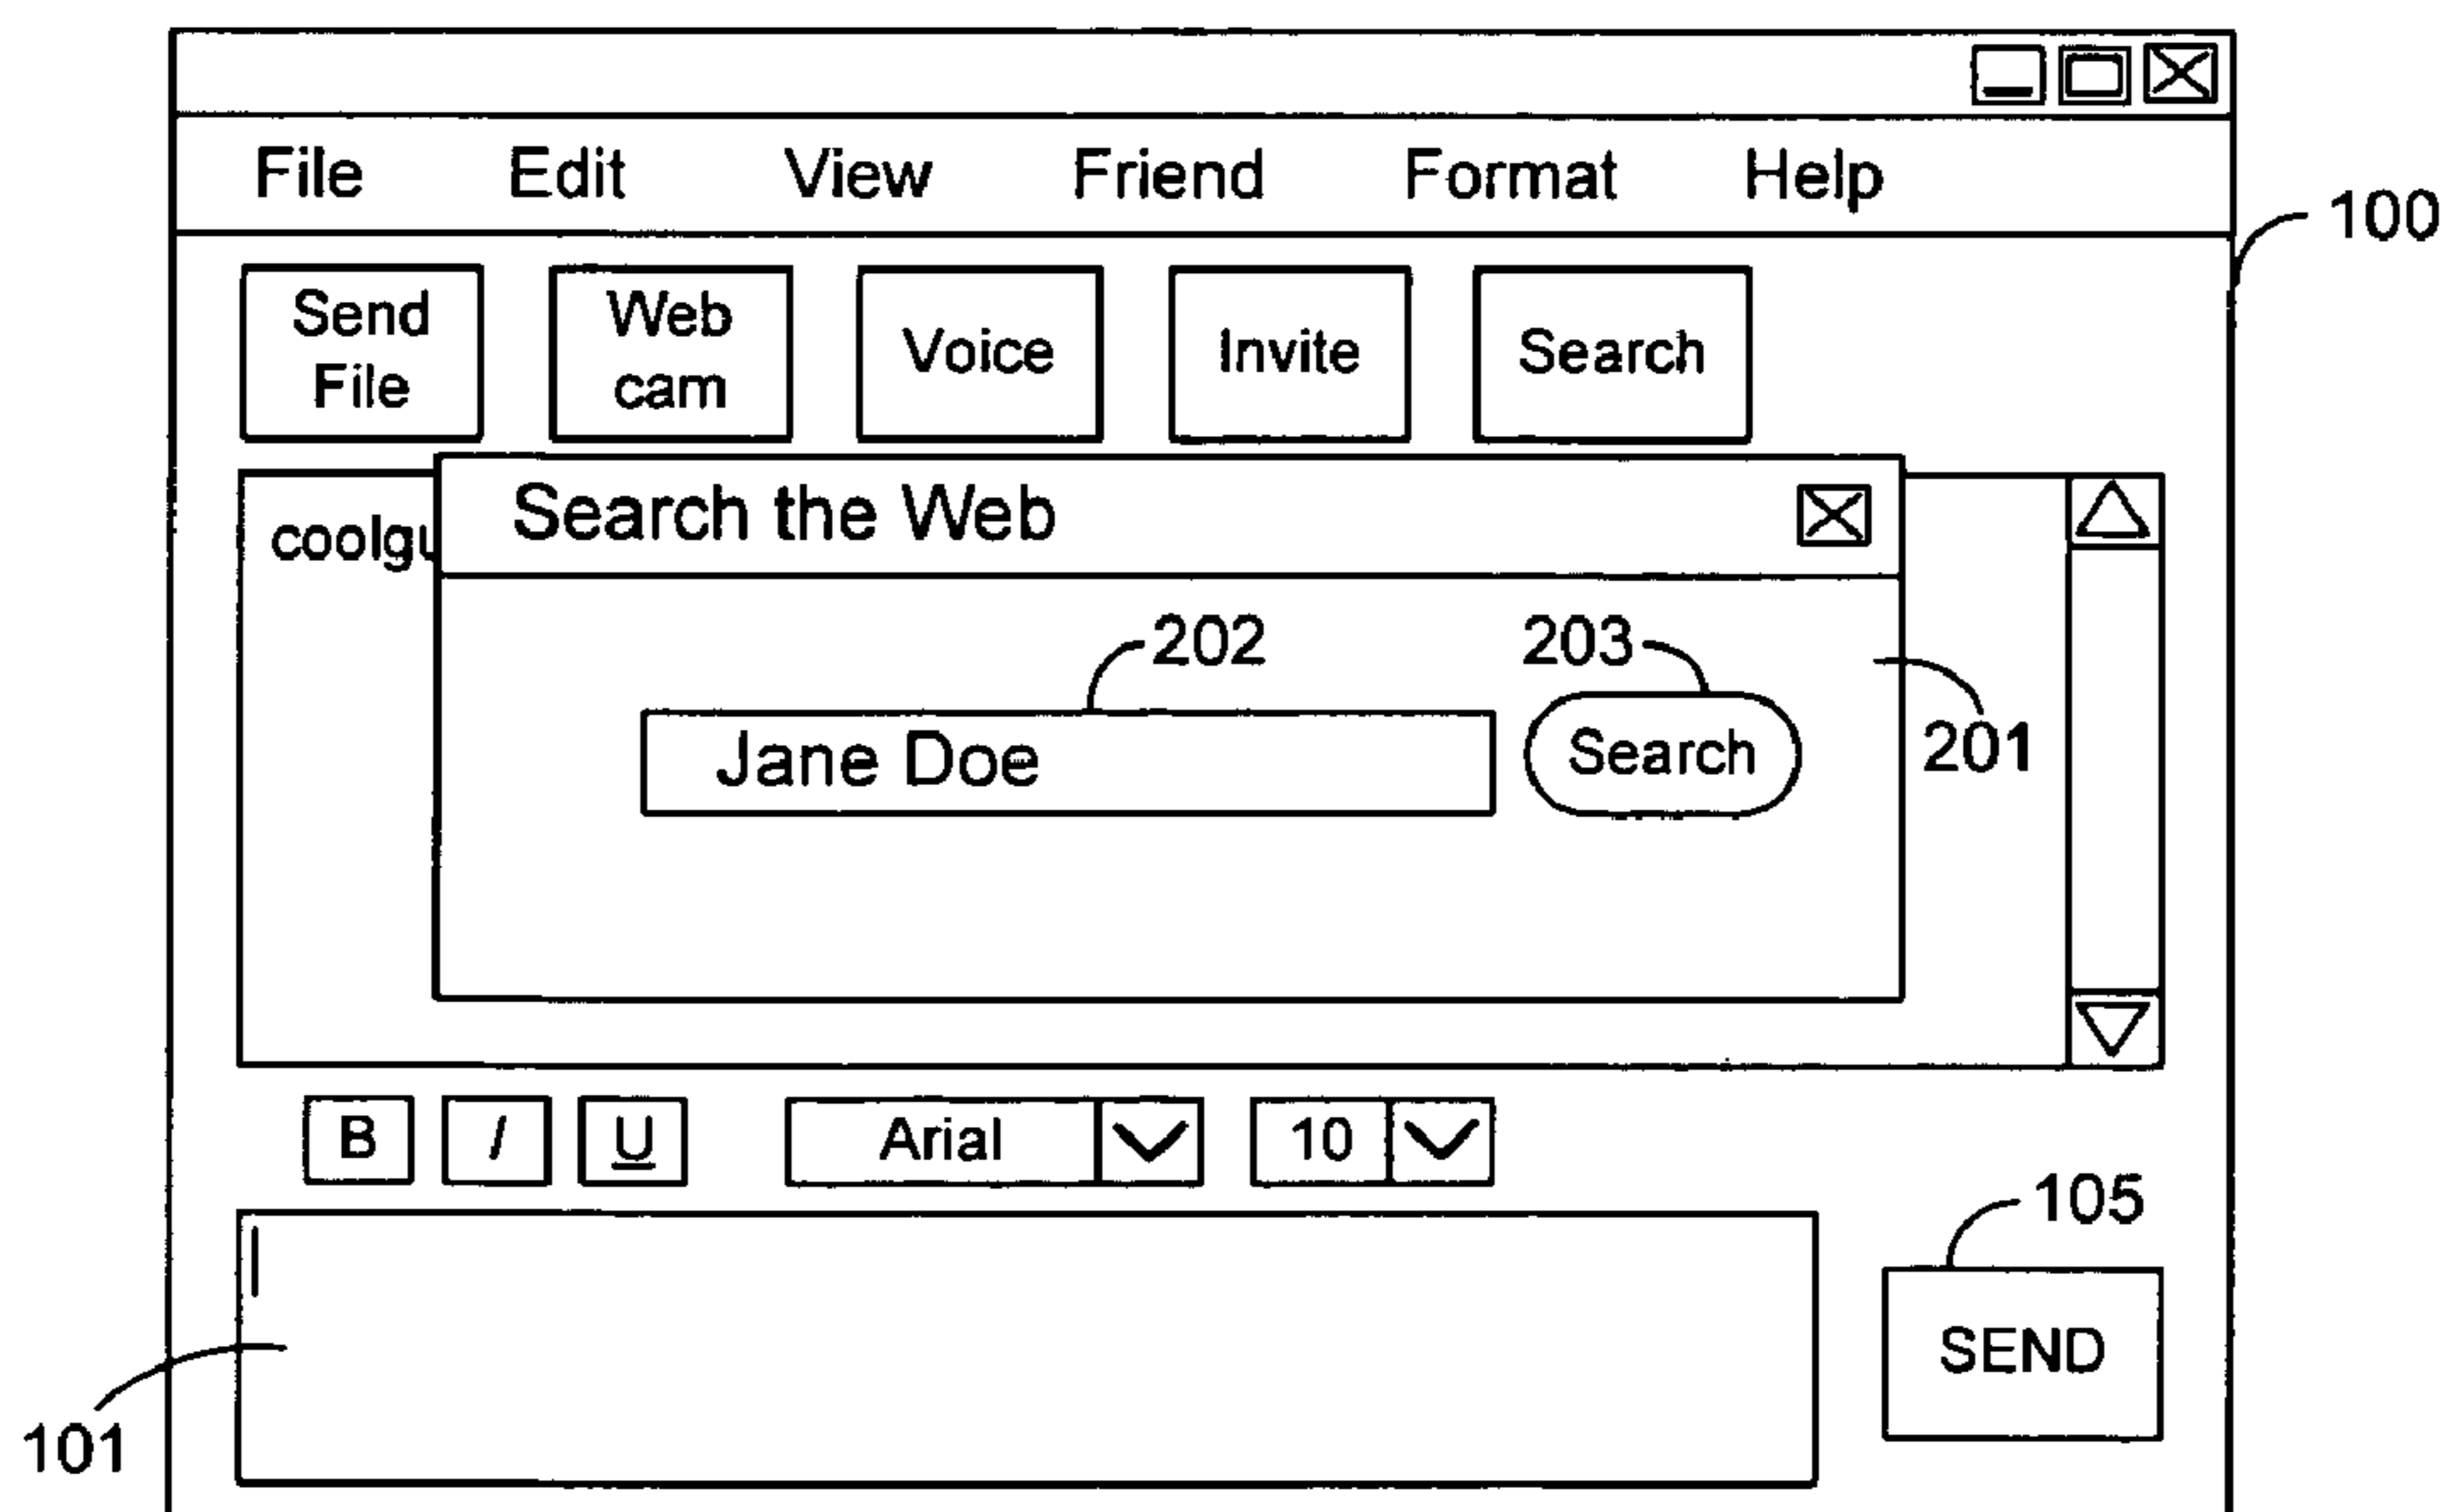 File Edit View Friend Format Help
100
Send File
Web cam
Voice
Invite
Search
Search the Web
202
203
Jane Doe
Search
201
B I U Arial 10
105
SEND
101